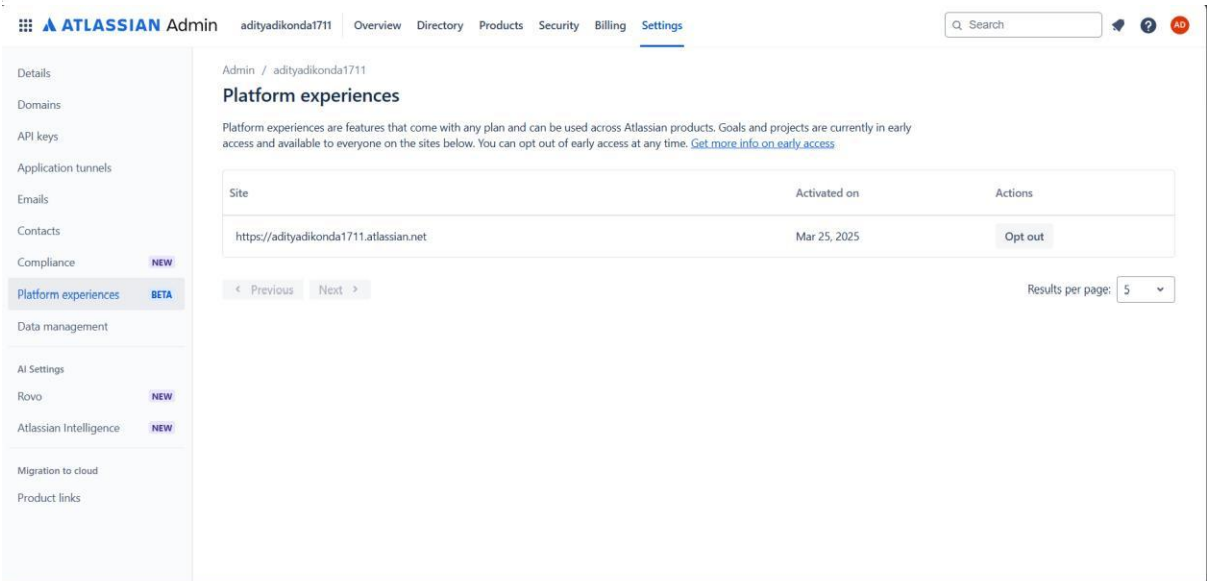 ATLASSIAN Admin adityadikonda1711 Overview Directory Products Security Billing Settings Search AD
Details
Domains
API keys
Application tunnels
Emails
Contacts
Compliance NEW
Platform experiences BETA
Data management
AI Settings
Rovo NEW
Atlassian Intelligence NEW
Migration to cloud
Product links
Admin / adityadikonda1711
Platform experiences
Platform experiences are features that come with any plan and can be used across Atlassian products. Goals and projects are currently in early
access and available to everyone on the sites below. You can opt out of early access at any time. Get more info on early access
Site Activated on Actions
https://adityadikonda1711.atlassian.net Mar 25, 2025 Opt out
Previous Next Results per page: 5